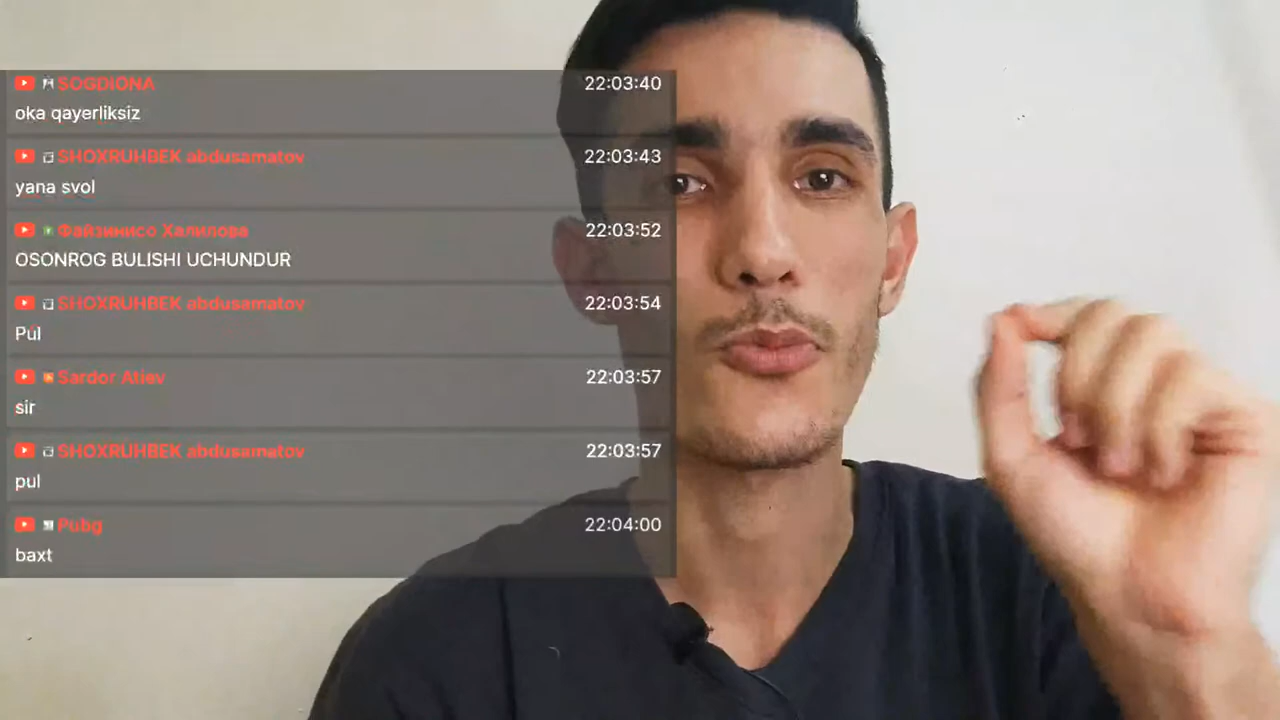 SOGDIONA 22:03:40
oka qayerliksiz
SHOXRUHBEK abdusamatov 22:03:43
yana svol
Файзинисо Халилова 22:03:52
OSONROG BULISHI UCHUNDUR
SHOXRUHBEK abdusamatov 22:03:54
Pul
Sardor Atiev 22:03:57
sir
SHOXRUHBEK abdusamatov 22:03:57
pul
Pubg 22:04:00
baxt